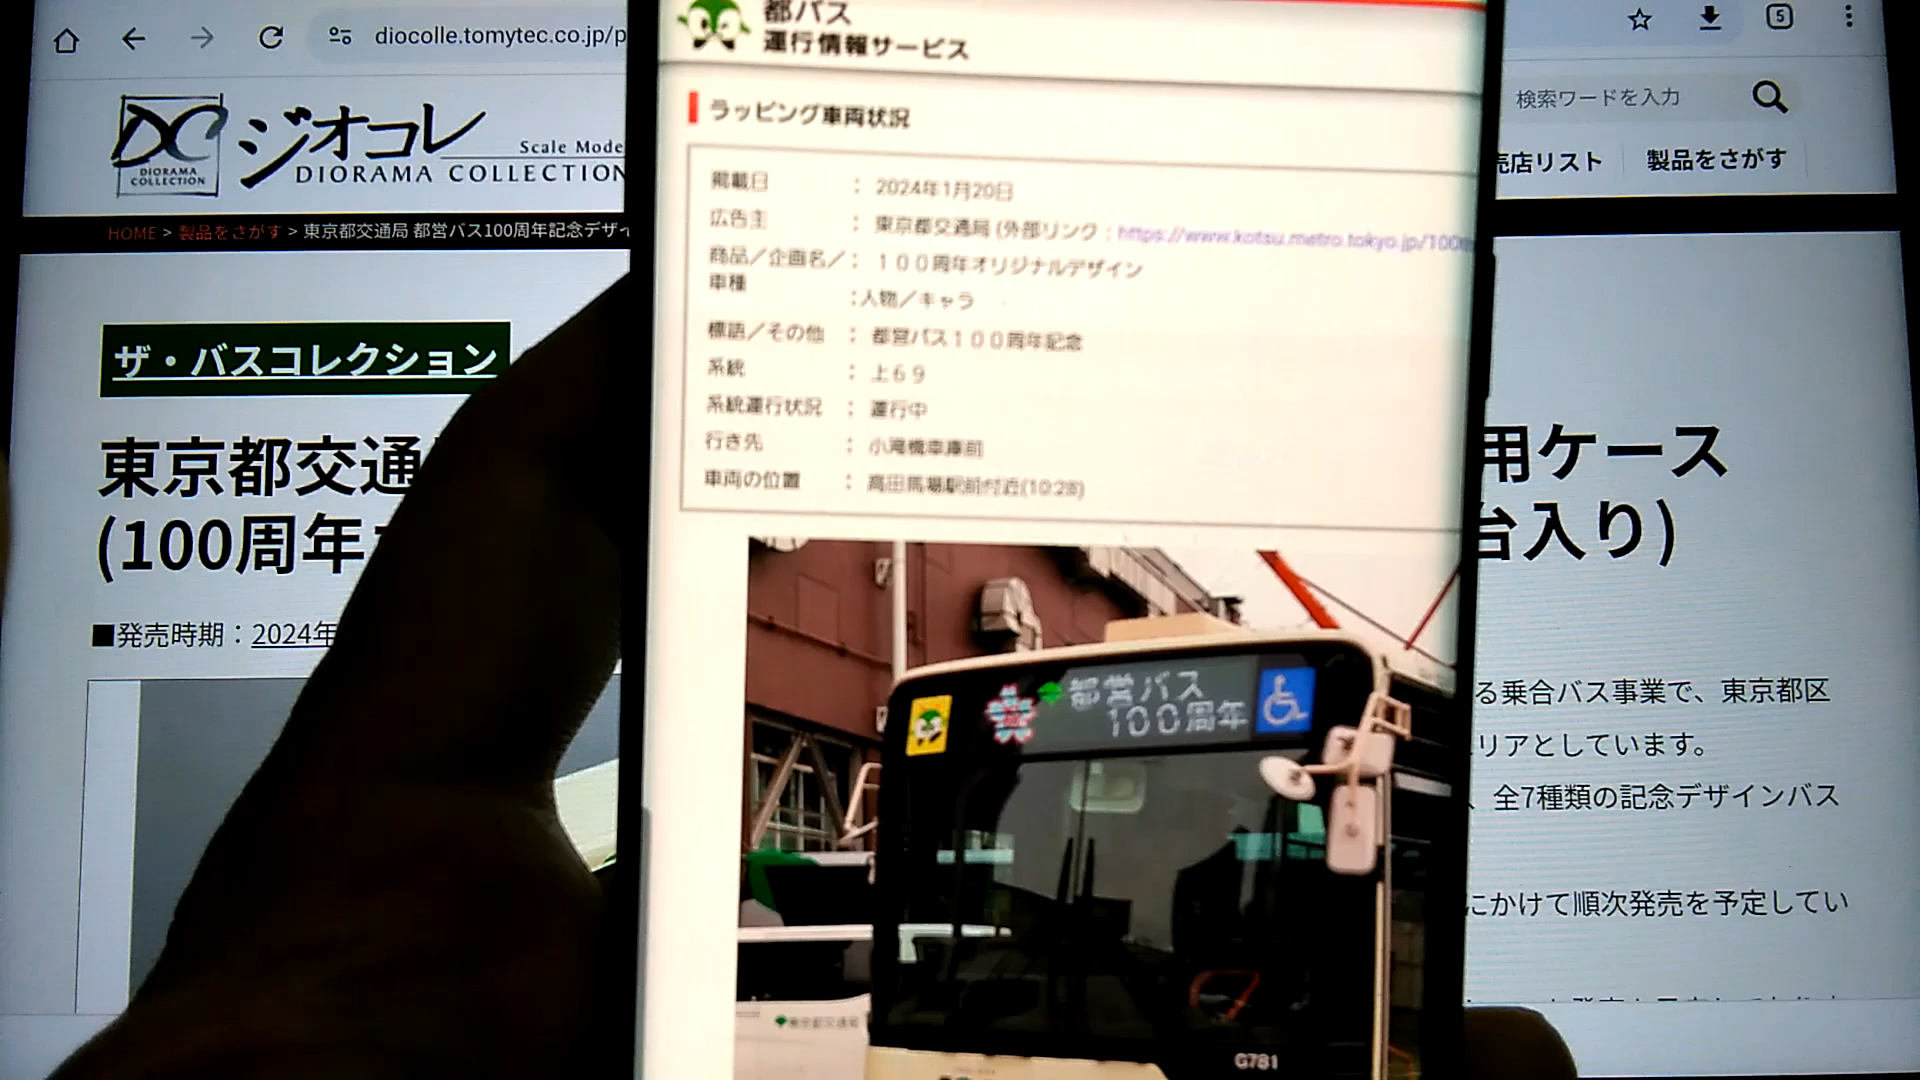 diocolle.tomytec.co.jp/p
5
DC
DIORAMA
COLLECTION
ジオコレ
Scale Mode
DIORAMA COLLECTION
検索ワードを入力
売店リスト
製品をさがす
HOME > 製品をさがす > 東京都交通局 都営バス100周年記念デザイ
ザ・バスコレクション
東京都交通
用ケース
(100周年
台入り)
■発売時期：2024年
る乗合バス事業で、東京都区
リアとしています。
、全7種類の記念デザインバス
にかけて順次発売を予定してい
都バス
運行情報サービス
ラッピング車両状況
掲載日 ： 2024年1月20日
広告主 ： 東京都交通局 (外部リンク : https://www.kotsu.metro.tokyo.jp/100t
商品／企画名／ ： １００周年オリジナルデザイン
車種
：人物／キャラ
標語／その他 ： 都営バス１００周年記念
系統 ： 上６９
系統運行状況 ： 運行中
行き先 ： 小滝橋車庫前
車両の位置 ： 高田馬場駅前付近(10:28)
都営バス
100周年
東京都交通局
G781